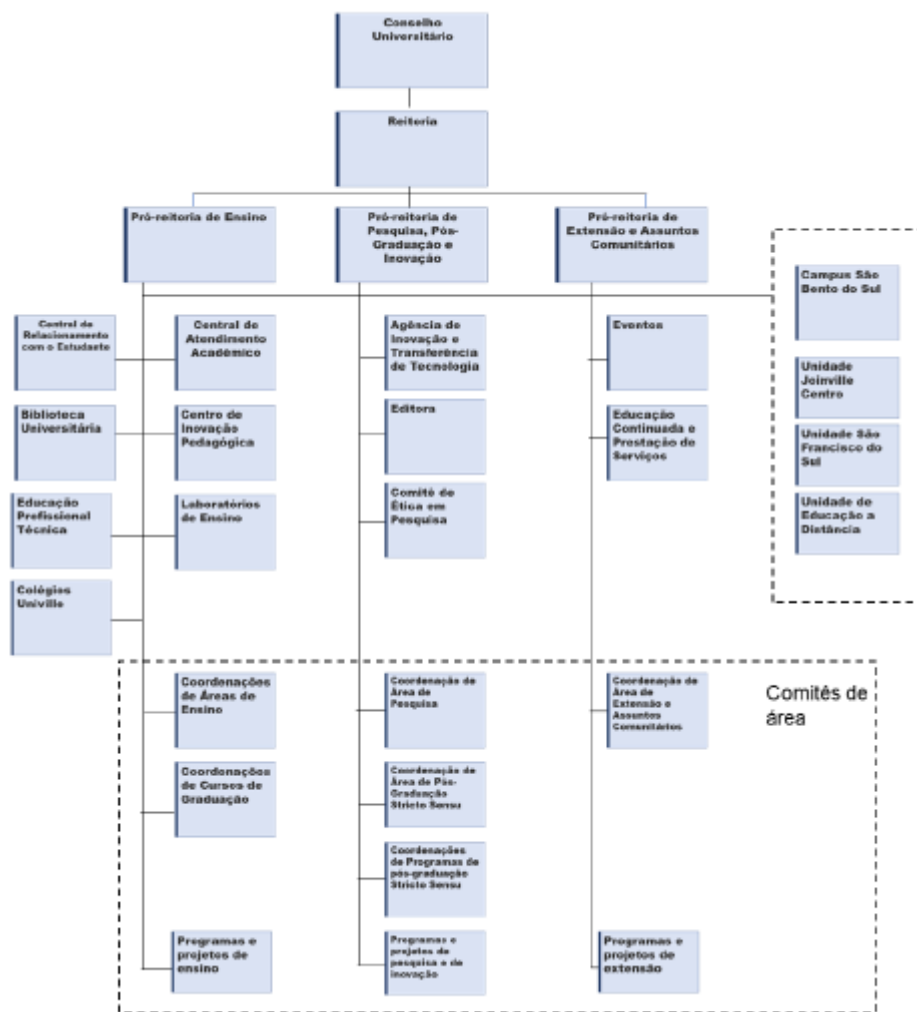 Conselho
Universitário
Reitoria
Pró-reitoria de Ensino
Pró-reitoria de
Pesquisa, Pós-
Graduação e
Inovação
Pró-reitoria de
Extensão e Assuntos
Comunitários
Campus São
Bento do Sul
Unidade
Joinville
Centro
Unidade São
Francisco do
Sul
Unidade de
Educação a
Distância
Central de
Relacionamento
com o Estudante
Central de
Atendimento
Acadêmico
Agência de
Inovação e
Transferência
de Tecnologia
Eventos
Biblioteca
Universitária
Centro de
Inovação
Pedagógica
Editora
Educação
Continuada e
Prestação de
Serviços
Educação
Profissional
Técnica
Laboratórios
de Ensino
Comitê de
Ética em
Pesquisa
Colégios
Univille
Comitês de
área
Coordenações
de Áreas de
Ensino
Coordenação de
Área de
Pesquisa
Coordenação de
Área de
Extensão e
Assuntos
Comunitários
Coordenações
de Cursos de
Graduação
Coordenação de
Área de Pós-
Graduação
Stricto Sensu
Coordenações
de Programas de
pós-graduação
Stricto Sensu
Programas e
projetos de
ensino
Programas e
projetos de
pesquisa e de
inovação
Programas e
projetos de
extensão